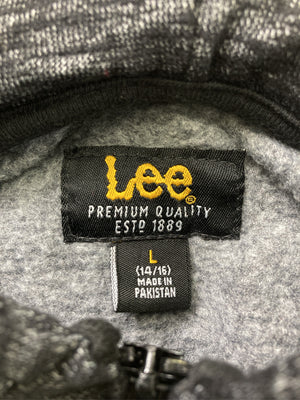 Lee®
PREMIUM QUALITY
ESTD 1889
L
(14/16)
MADE IN
PAKISTAN